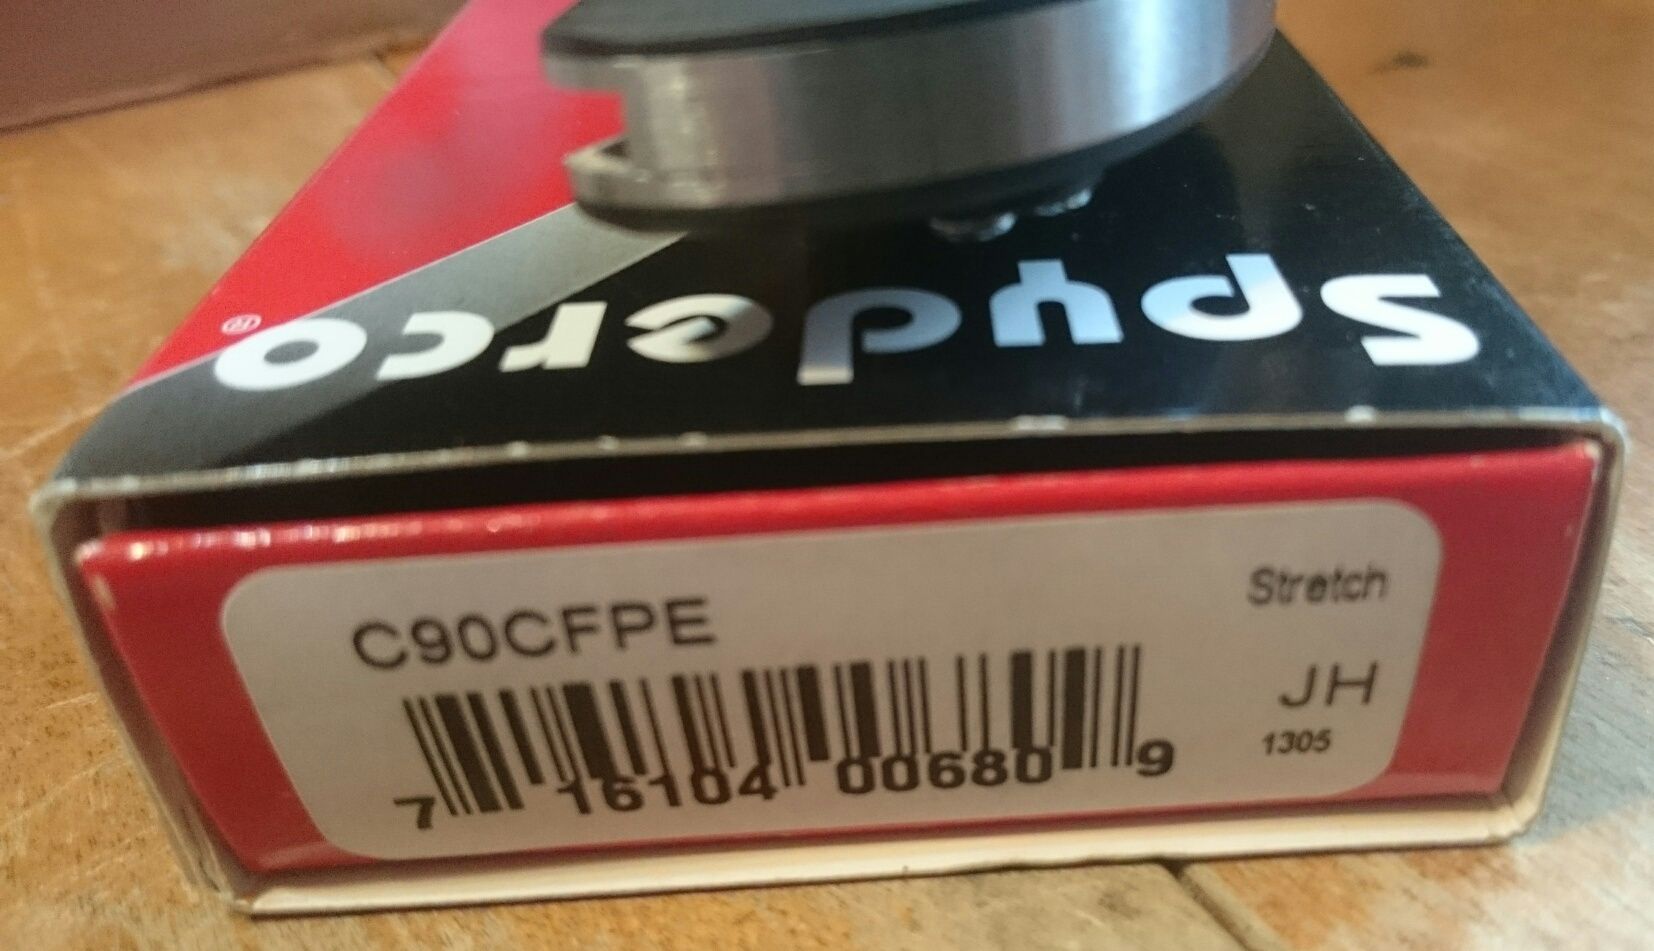 Spyderco®
C90CFPE
Stretch
JH
1305
7 16104 00680 9